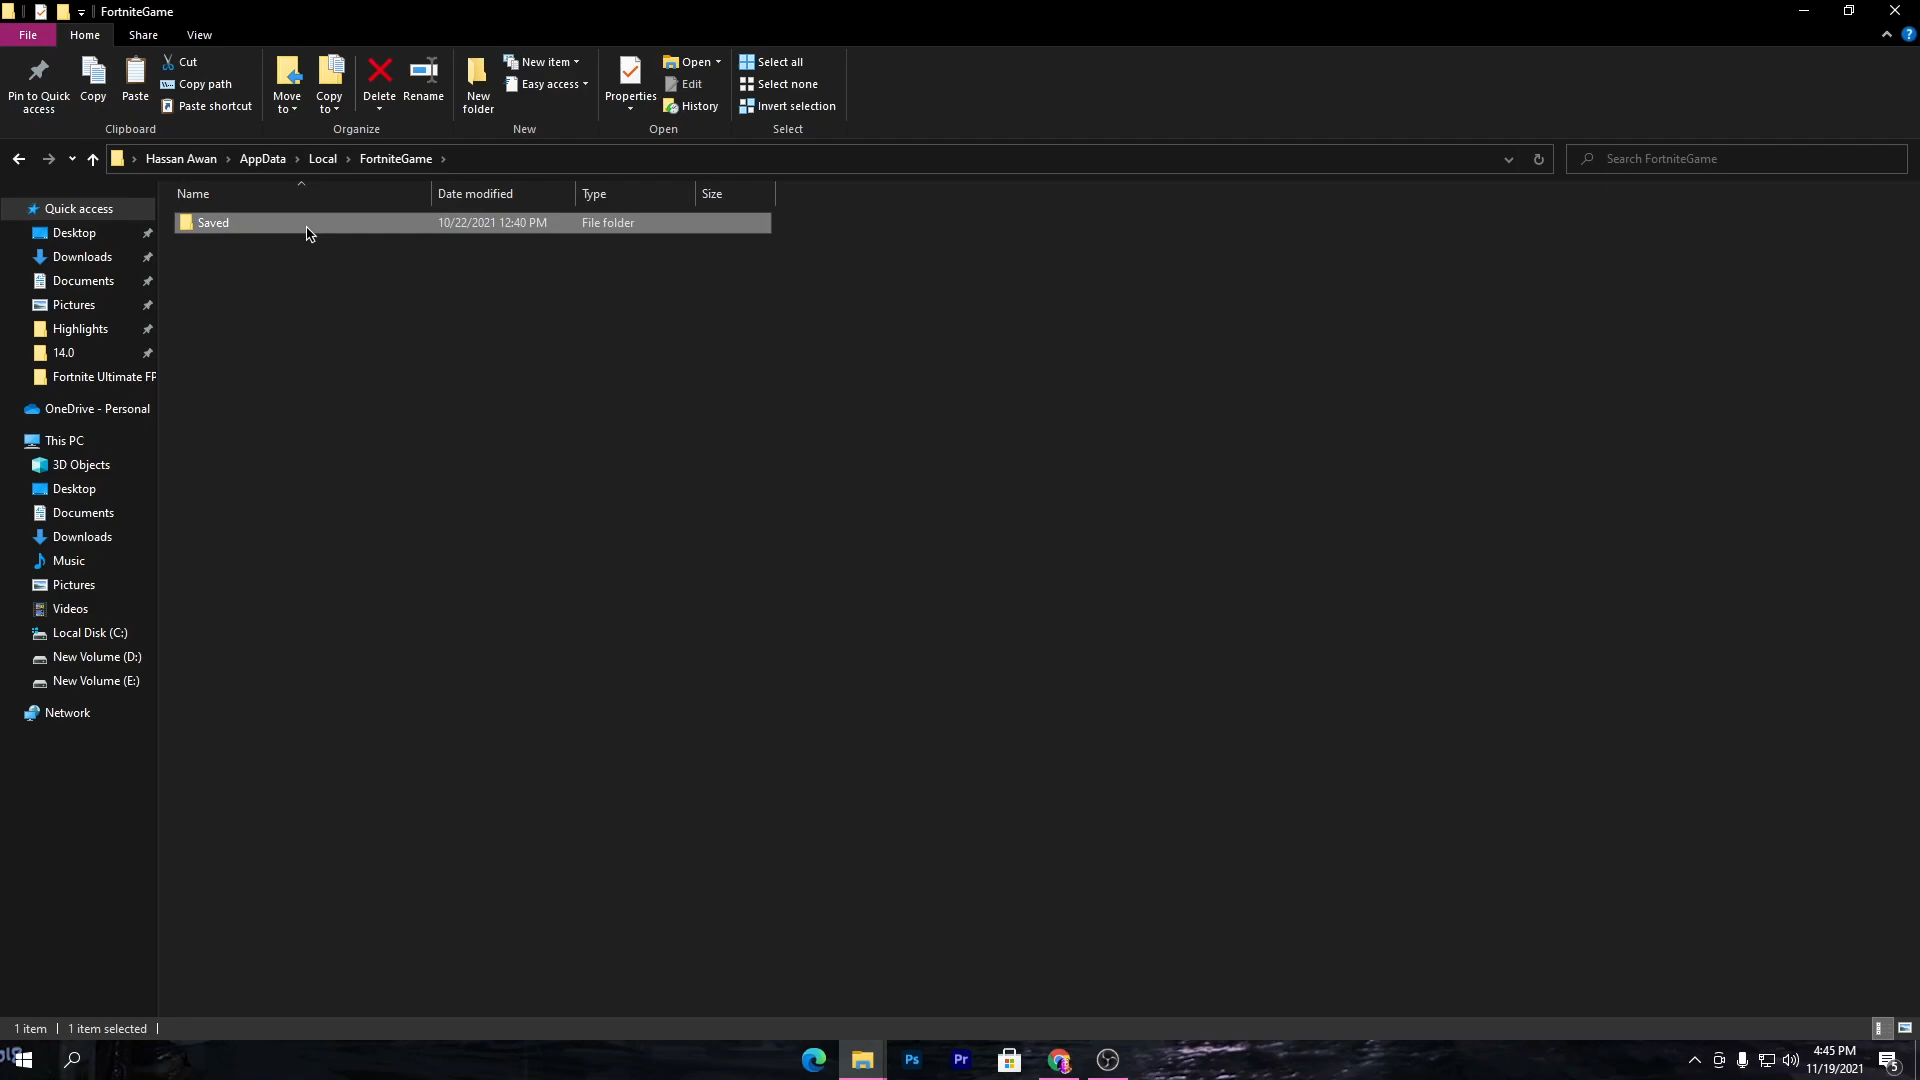 FortniteGame
File Home Share View
Pin to Quick access
Copy
Paste
Cut
Copy path
Paste shortcut
Clipboard
Move to
Copy to
Delete
Rename
Organize
New folder
New item
Easy access
New
Properties
Open
Edit
History
Open
Select all
Select none
Invert selection
Select
Hassan Awan > AppData > Local > FortniteGame >
Search FortniteGame
Name Date modified Type Size
Saved 10/22/2021 12:40 PM File folder
Quick access
Desktop
Downloads
Documents
Pictures
Highlights
14.0
Fortnite Ultimate FP
OneDrive - Personal
This PC
3D Objects
Desktop
Documents
Downloads
Music
Pictures
Videos
Local Disk (C:)
New Volume (D:)
New Volume (E:)
Network
1 item 1 item selected
Ps Pr
4:45 PM
11/19/2021
5